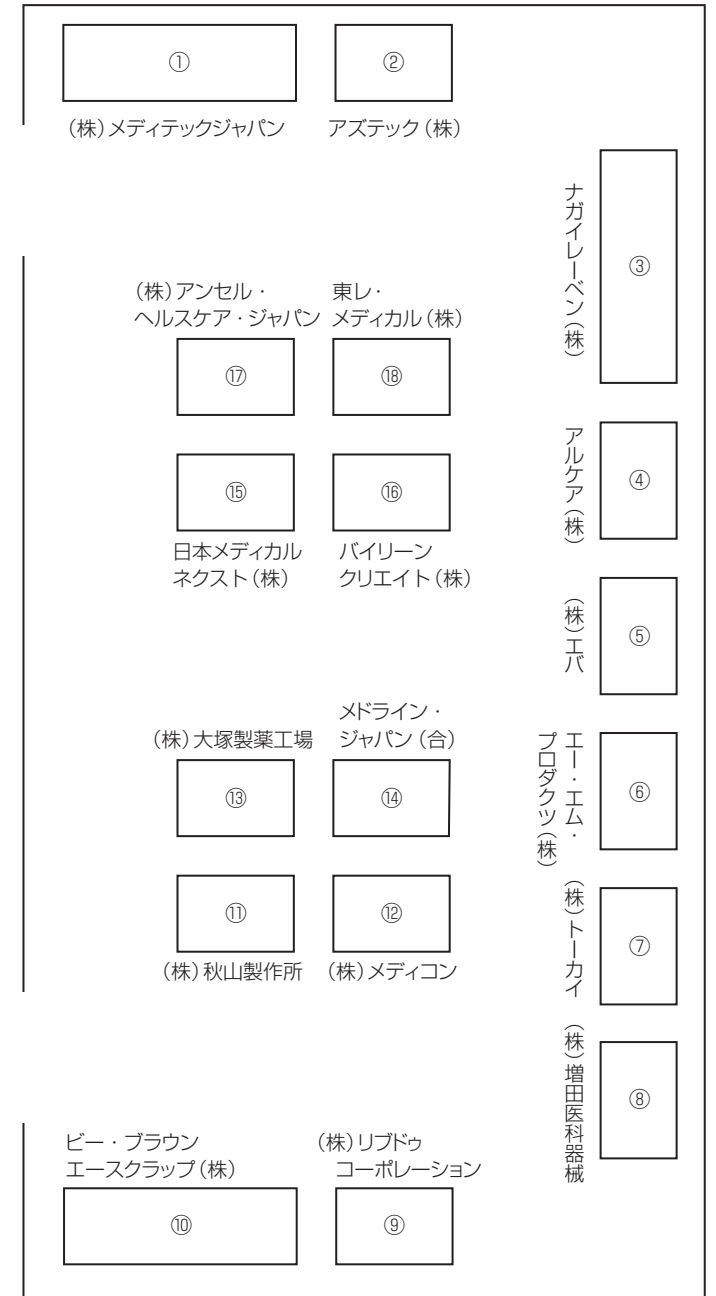 ①
②
(株)メディテックジャパン
アズテック(株)
③
ナガイレーベン(株)
(株)アンセル・
ヘルスケア・ジャパン
東レ・
メディカル(株)
⑰
⑱
④
アルケア(株)
⑮
⑯
日本メディカル
ネクスト(株)
バイリーン
クリエイト(株)
⑤
(株)エバ
(株)大塚製薬工場
メドライン・
ジャパン(合)
⑬
⑭
⑥
エー・エム・
プロダクツ(株)
⑪
⑫
(株)秋山製作所
(株)メディコン
⑦
(株)トーカイ
⑧
(株)増田医科器械
ビー・ブラウン
エースクラップ(株)
(株)リブドゥ
コーポレーション
⑩
⑨